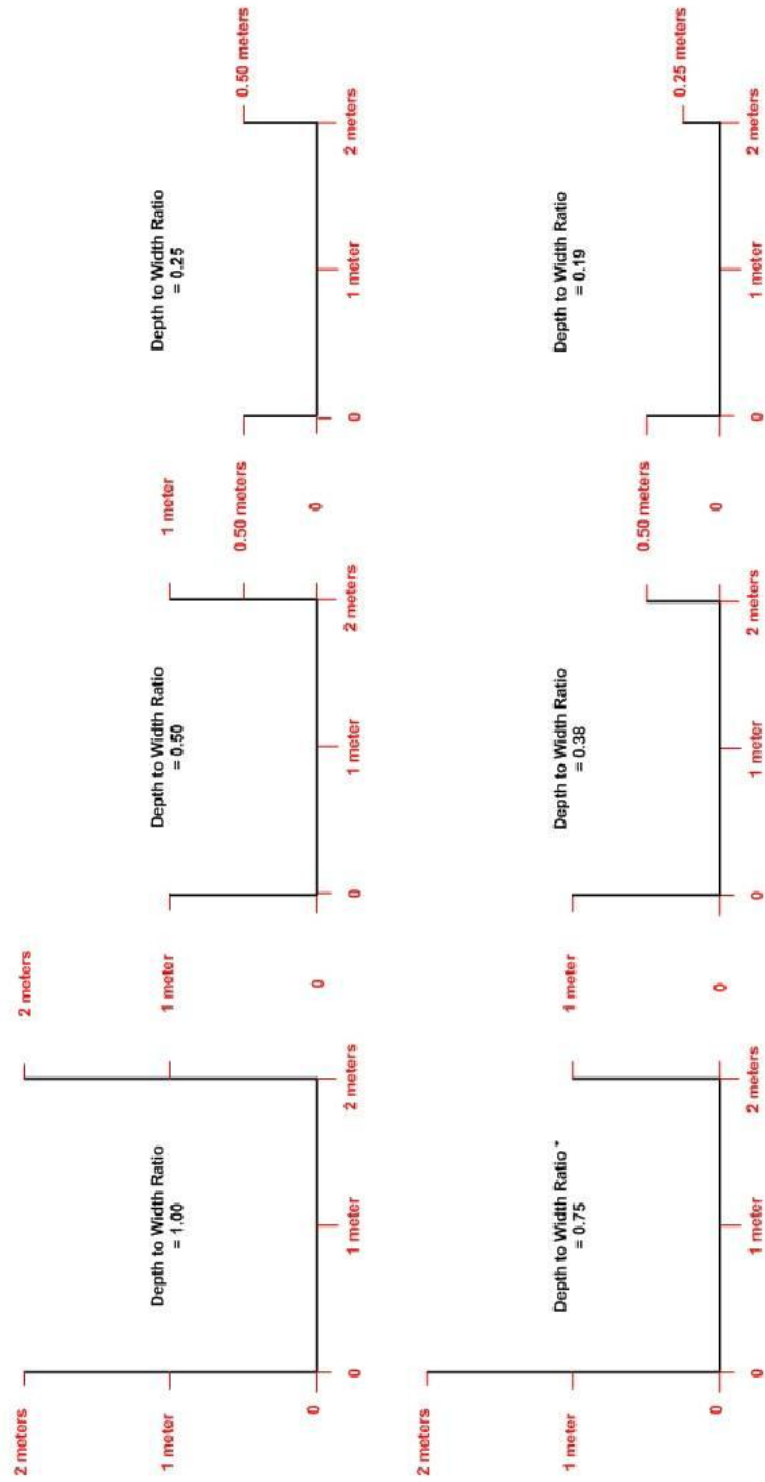 2 meters
2 meters
1 meter
1 meter
1 meter
0.50 meters
0.50 meters
0
0
0
Depth to Width Ratio
= 1.00
Depth to Width Ratio
= 0.50
Depth to Width Ratio
= 0.25
0
1 meter
2 meters
0
1 meter
2 meters
0
1 meter
2 meters
2 meters
1 meter
1 meter
0.50 meters
0.25 meters
0
0
0
Depth to Width Ratio *
= 0.75
Depth to Width Ratio
= 0.38
Depth to Width Ratio
= 0.19
0
1 meter
2 meters
0
1 meter
2 meters
0
1 meter
2 meters